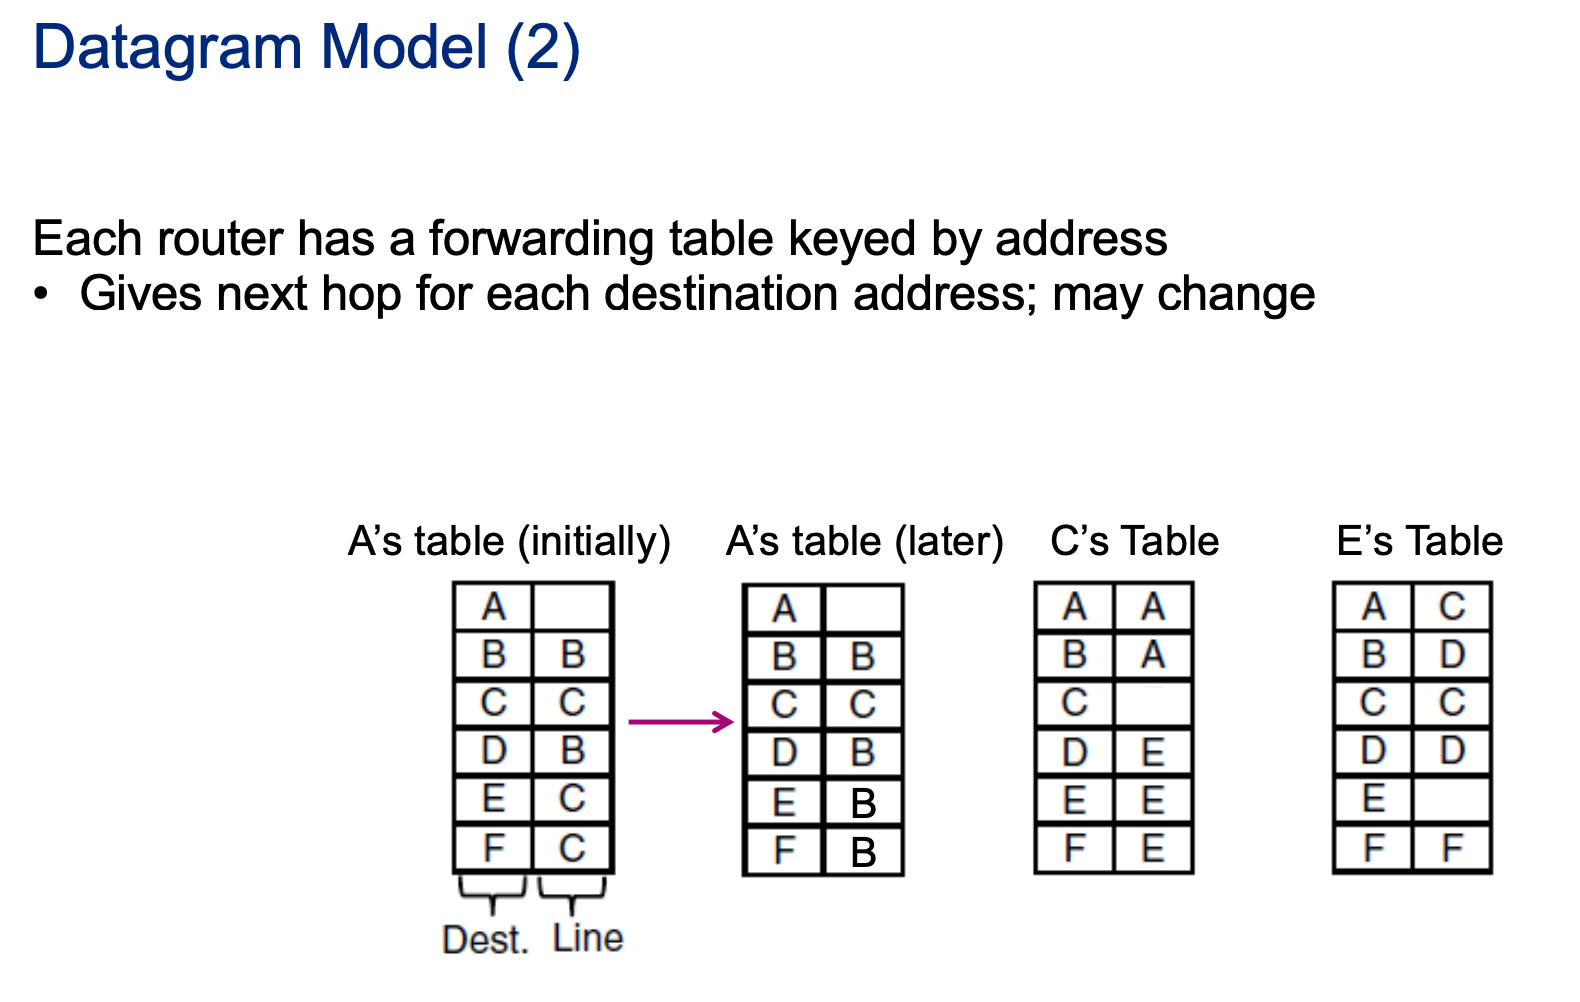 Datagram Model (2)
Each router has a forwarding table keyed by address
• Gives next hop for each destination address; may change
A’s table (initially) A’s table (later) C’s Table E’s Table
A A A A A C
B B B B B A B D
C C C C C C C
D B D B D E D D
E C E B E E E
F C F B F E F F
Dest. Line